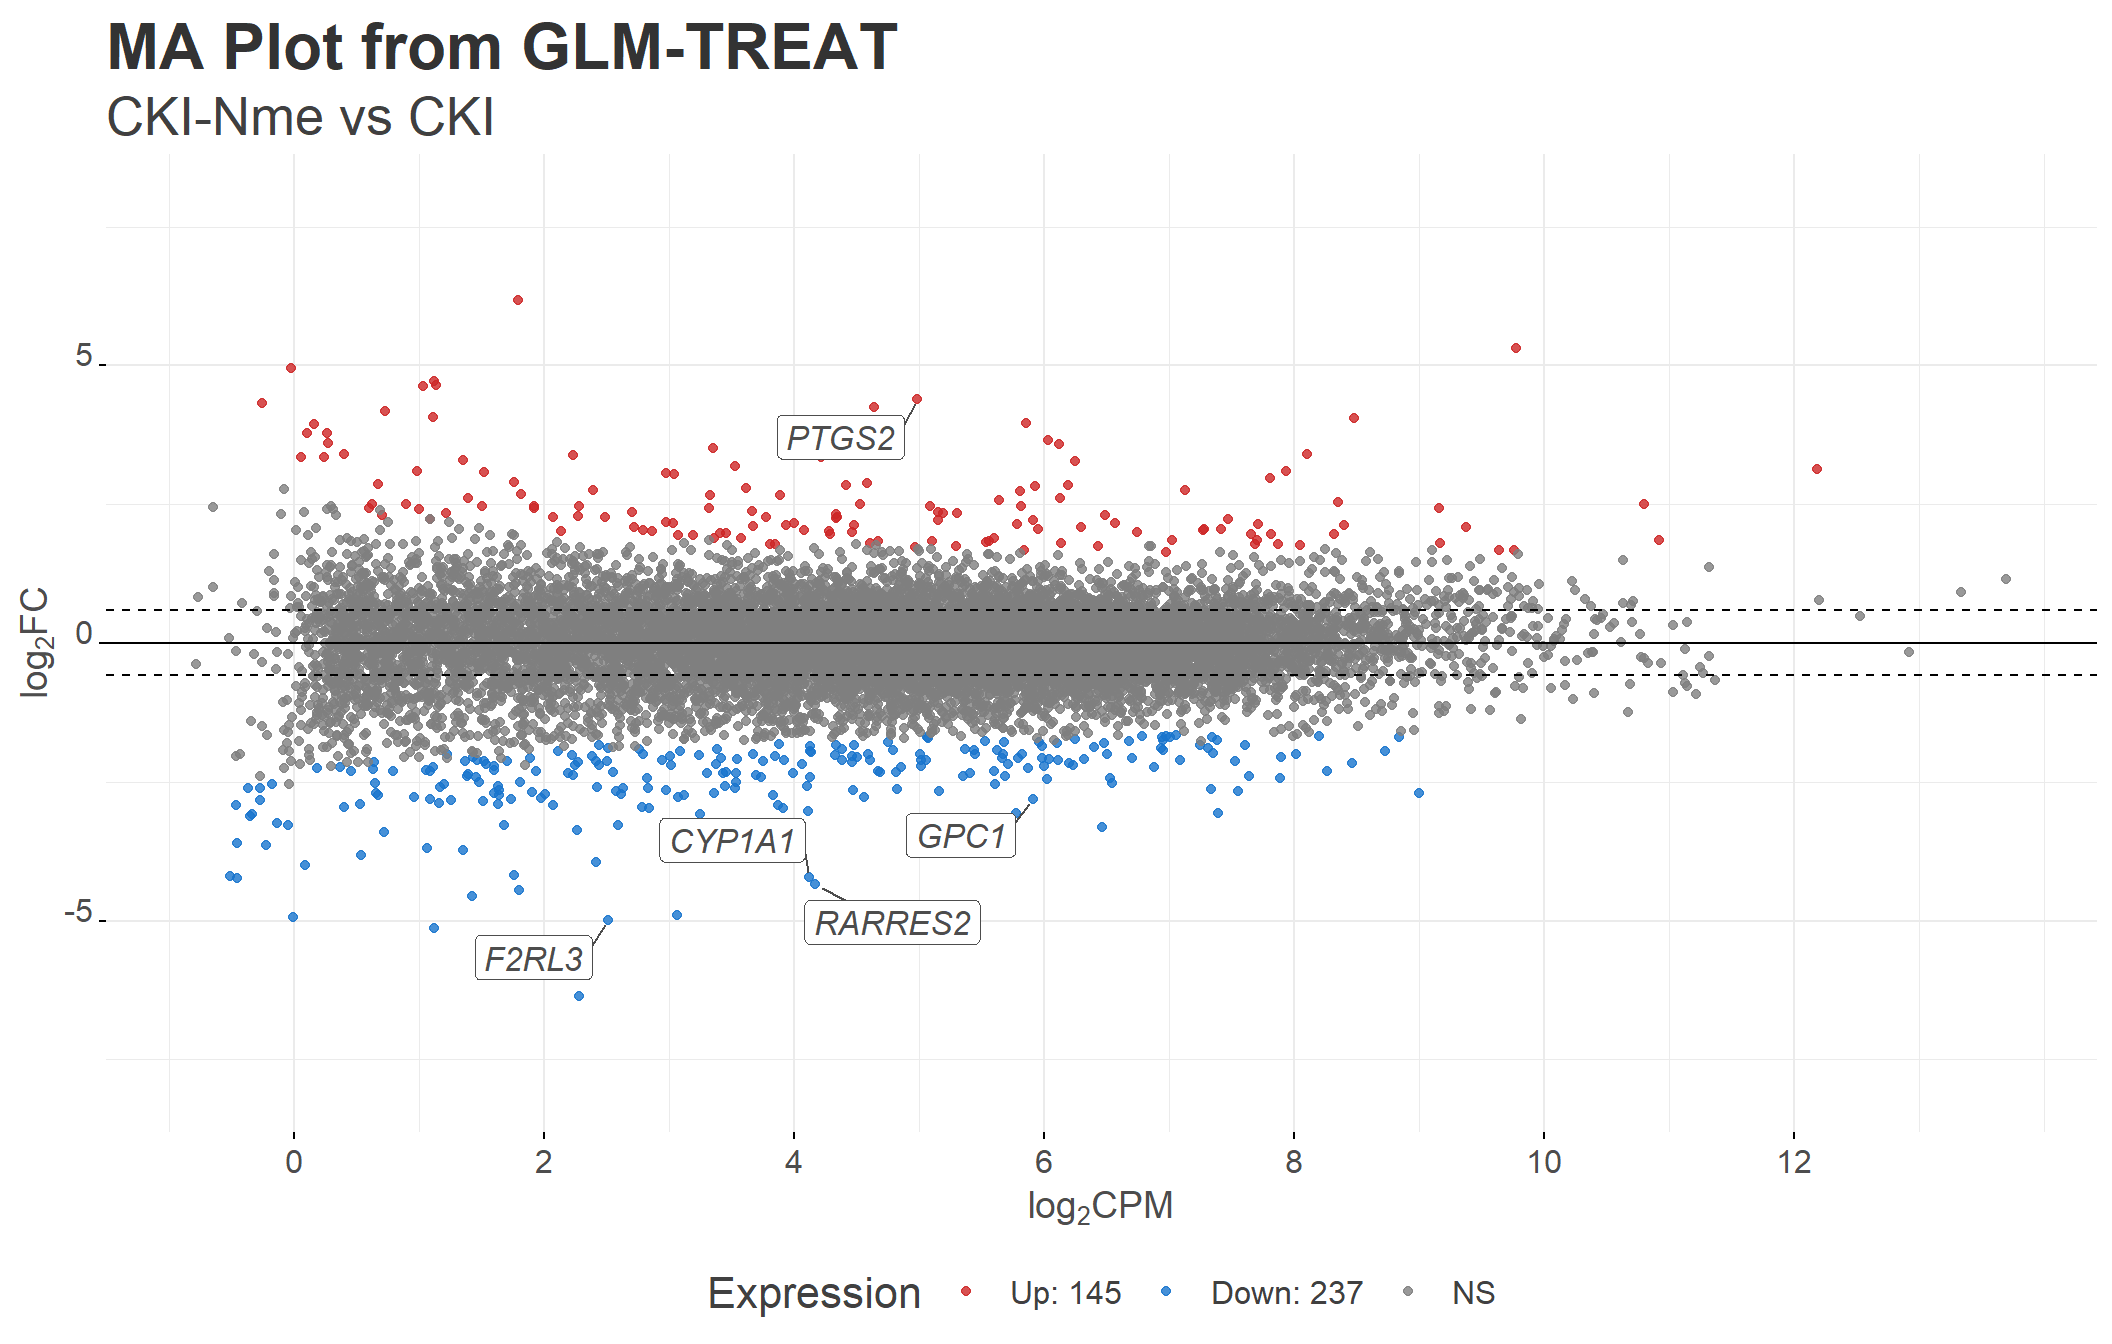 MA Plot from GLM-TREAT
CKI-Nme vs CKI
5
0
-5
log₂FC
PTGS2
CYP1A1
GPC1
RARRES2
F2RL3
0 2 4 6 8 10 12
log₂CPM
Expression Up: 145 Down: 237 NS